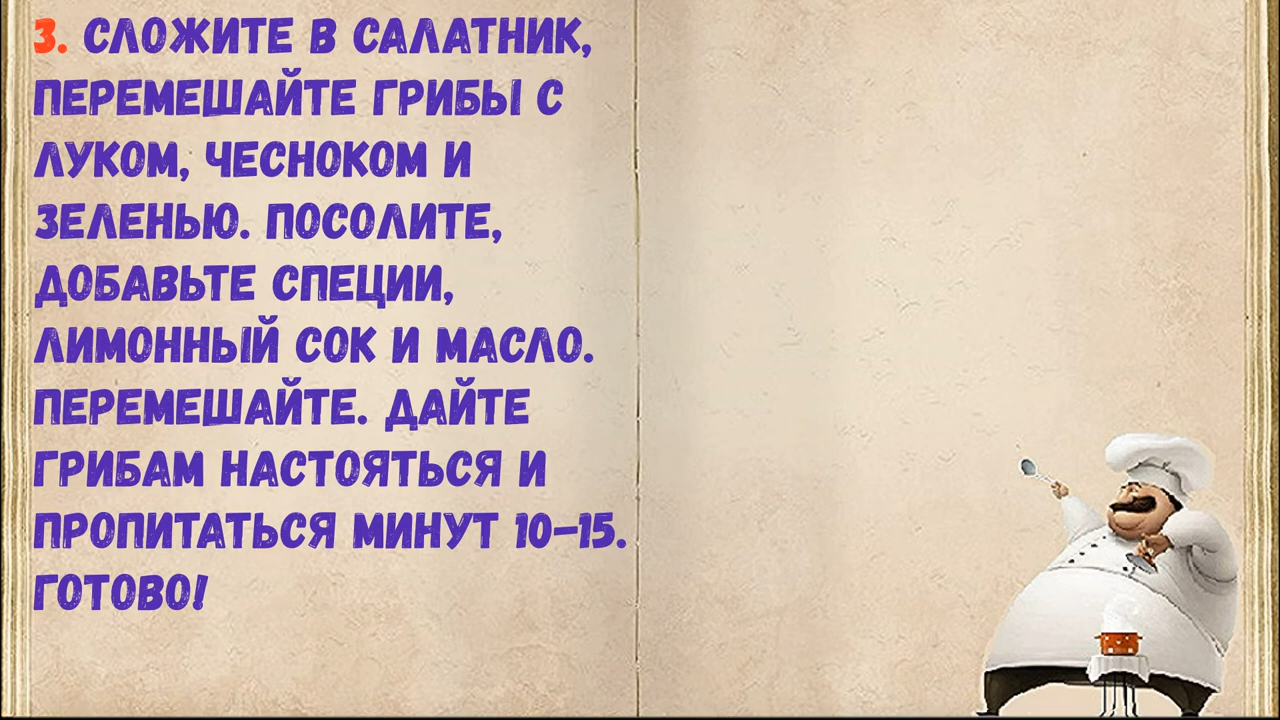 3. СЛОЖИТЕ В САЛАТНИК,
ПЕРЕМЕШАЙТЕ ГРИБЫ С
ЛУКОМ, ЧЕСНОКОМ И
ЗЕЛЕНЬЮ. ПОСОЛИТЕ,
ДОБАВЬТЕ СПЕЦИИ,
ЛИМОННЫЙ СОК И МАСЛО.
ПЕРЕМЕШАЙТЕ. ДАЙТЕ
ГРИБАМ НАСТОЯТЬСЯ И
ПРОПИТАТЬСЯ МИНУТ 10-15.
ГОТОВО!